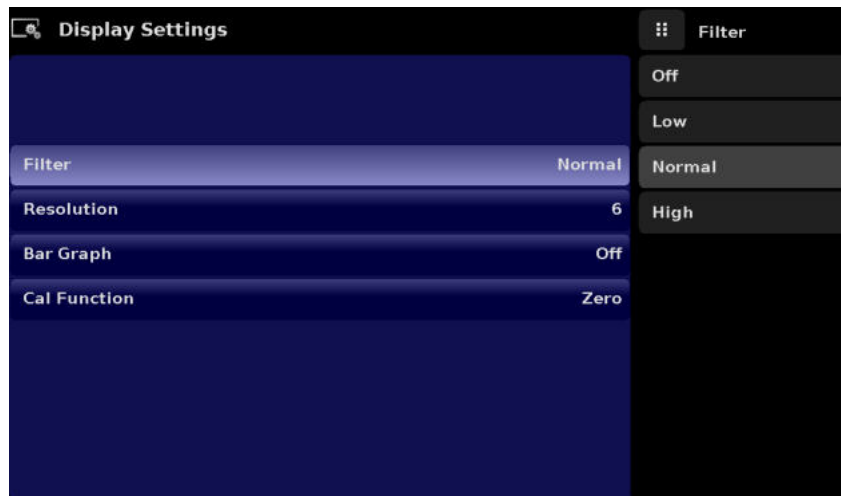 Display Settings
Filter Normal
Resolution 6
Bar Graph Off
Cal Function Zero
Filter
Off
Low
Normal
High